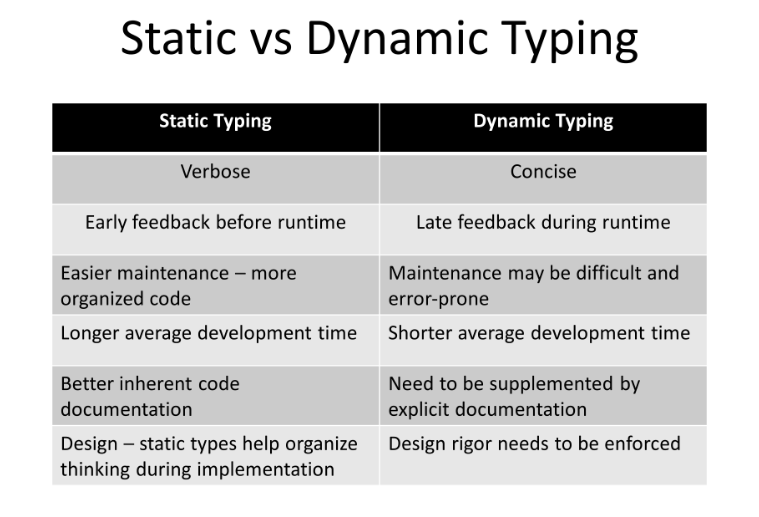 Static vs Dynamic Typing
Static Typing
Dynamic Typing
Verbose
Concise
Early feedback before runtime
Late feedback during runtime
Easier maintenance – more
organized code
Maintenance may be difficult and
error-prone
Longer average development time
Shorter average development time
Better inherent code
documentation
Need to be supplemented by
explicit documentation
Design – static types help organize
thinking during implementation
Design rigor needs to be enforced